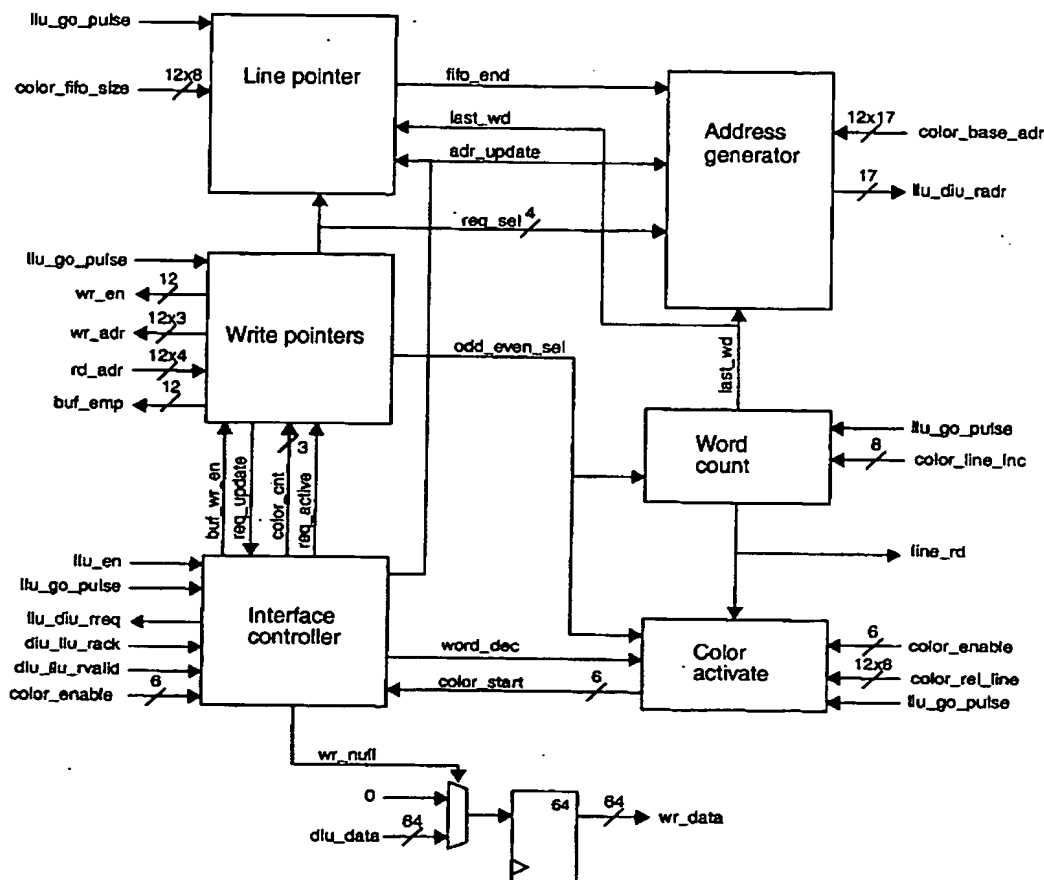 llu_go_pulse
color_fifo_size
12x8
Line pointer
fifo_end
last_wd
adr_update
req_sel
4
Address
generator
12x17
color_base_adr
17
llu_diu_radr
llu_go_pulse
wr_en
12
wr_adr
12x3
rd_adr
12x4
buf_emp
12
Write pointers
odd_even_sel
last_wd
buf_wr_en
req_update
color_cnt
3
req_active
Word
count
llu_go_pulse
8
color_line_inc
line_rd
llu_en
llu_go_pulse
llu_diu_rreq
diu_llu_rack
diu_llu_rvalid
color_enable
6
Interface
controller
word_dec
color_start
6
Color
activate
6
color_enable
12x8
color_rel_line
llu_go_pulse
wr_null
0
diu_data
64
64
64
wr_data